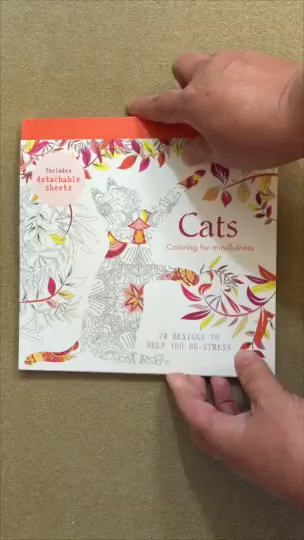 Includes
detachable
sheets
Cats
Coloring for mindfulness
70 DESIGNS TO
HELP YOU DE-STRESS